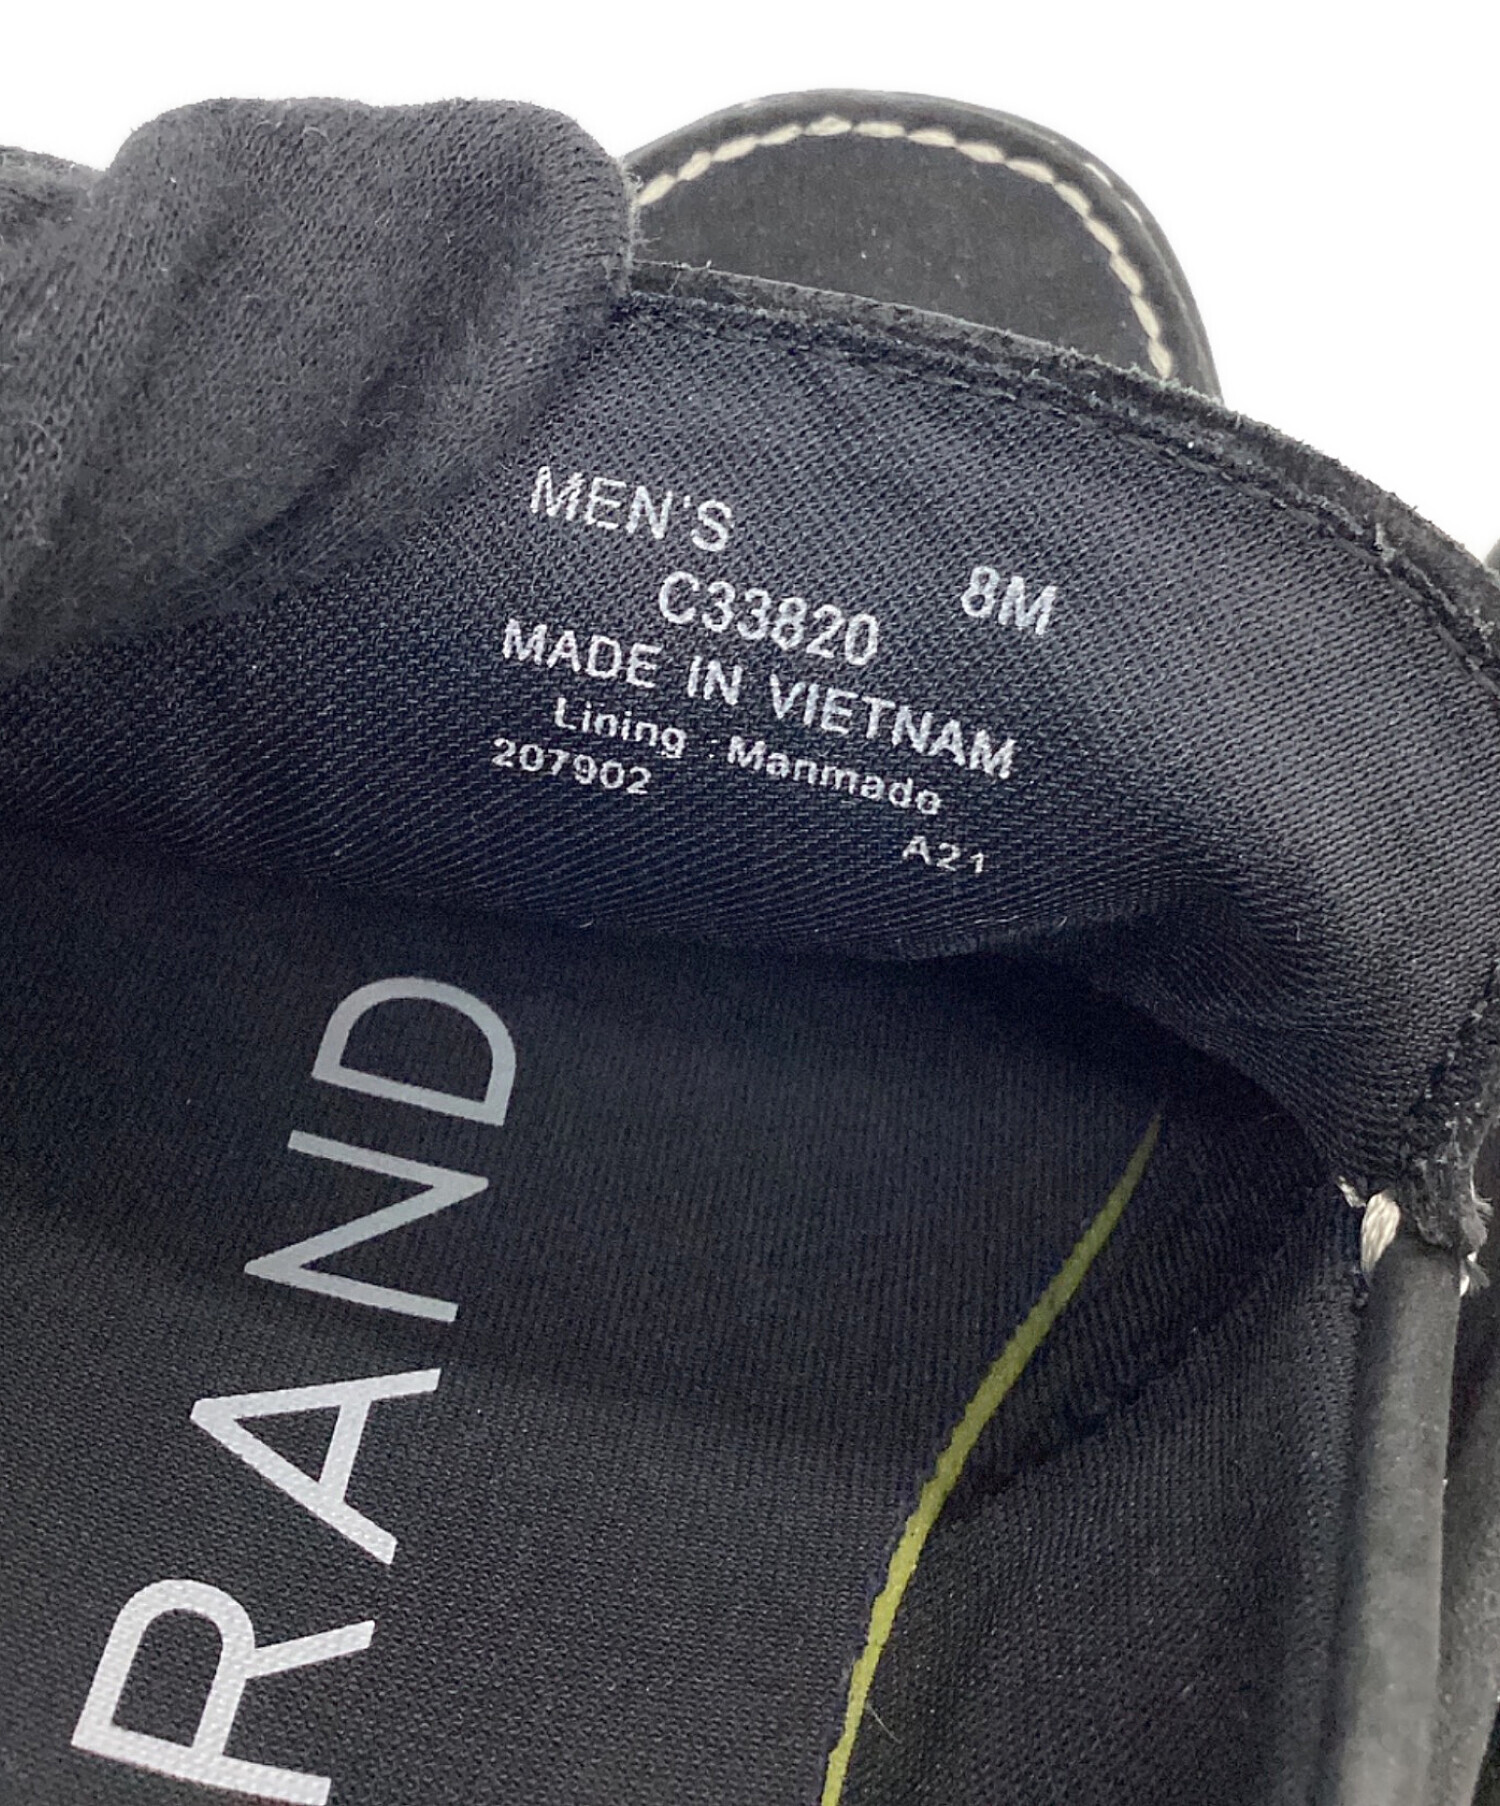 MEN'S
C33820 8M
MADE IN VIETNAM
Lining : Manmade
207902
A21
RAND